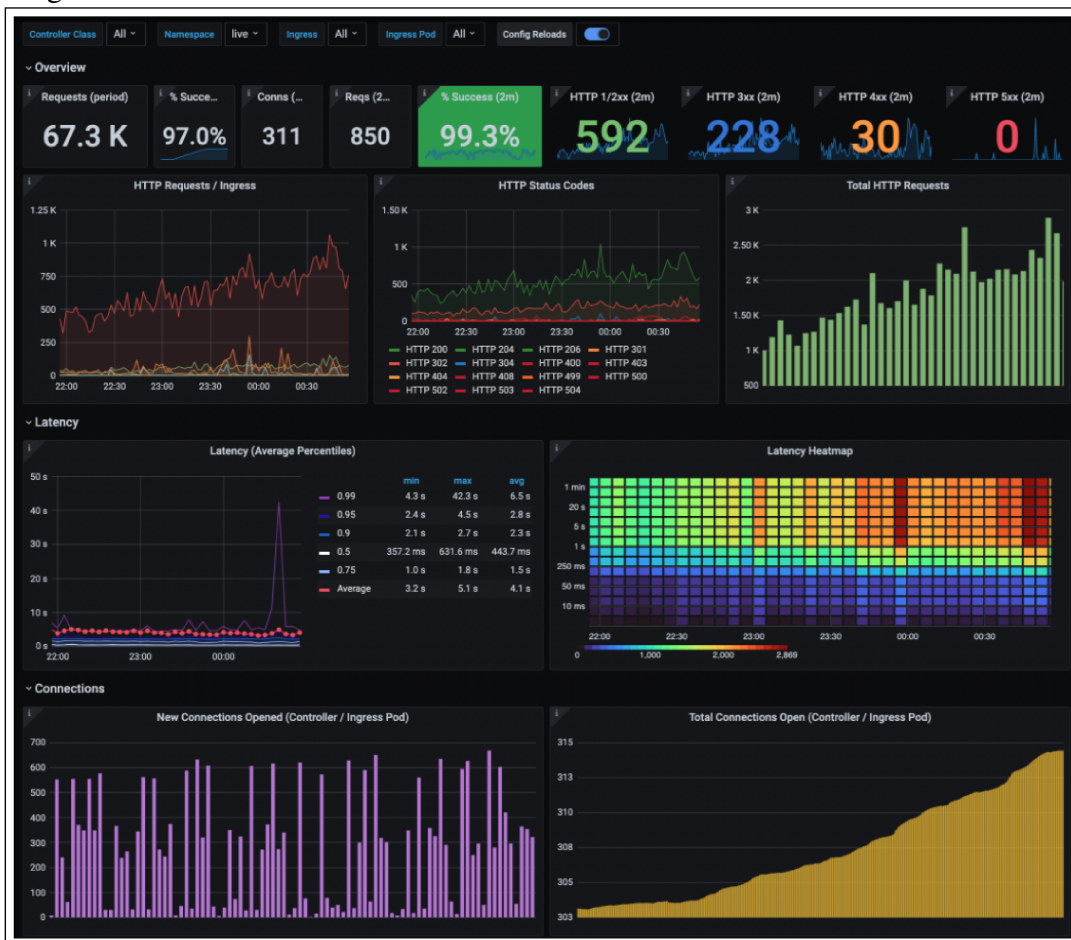 Controller Class All Namespace live Ingress All Ingress Pod All Config Reloads
Overview
Requests (period) % Succe... Conns (... Reqs (2... % Success (2m) HTTP 1/2xx (2m) HTTP 3xx (2m) HTTP 4xx (2m) HTTP 5xx (2m)
67.3 K 97.0% 311 850 99.3% 592 228 30 0
HTTP Requests / Ingress
1.25 K
1 K
750
500
250
0
22:00 22:30 23:00 23:30 00:00 00:30
HTTP Status Codes
1.50 K
1 K
500
0
22:00 22:30 23:00 23:30 00:00 00:30
HTTP 200 HTTP 204 HTTP 206 HTTP 301
HTTP 302 HTTP 304 HTTP 400 HTTP 403
HTTP 404 HTTP 408 HTTP 499 HTTP 500
HTTP 502 HTTP 503 HTTP 504
Total HTTP Requests
3 K
2.50 K
2 K
1.50 K
1 K
500
Latency
Latency (Average Percentiles)
50 s
40 s
30 s
20 s
10 s
0 s
22:00 23:00 00:00
min max avg
0.99 4.3 s 42.3 s 6.5 s
0.95 2.4 s 4.5 s 2.8 s
0.9 2.1 s 2.7 s 2.3 s
0.5 357.2 ms 631.6 ms 443.7 ms
0.75 1.0 s 1.8 s 1.5 s
Average 3.2 s 5.1 s 4.1 s
Latency Heatmap
1 min
20 s
5 s
1 s
250 ms
50 ms
10 ms
22:00 22:30 23:00 23:30 00:00 00:30
0 1,000 2,000 2,869
Connections
New Connections Opened (Controller / Ingress Pod)
700
600
500
400
300
200
100
0
Total Connections Open (Controller / Ingress Pod)
315
313
310
308
305
303